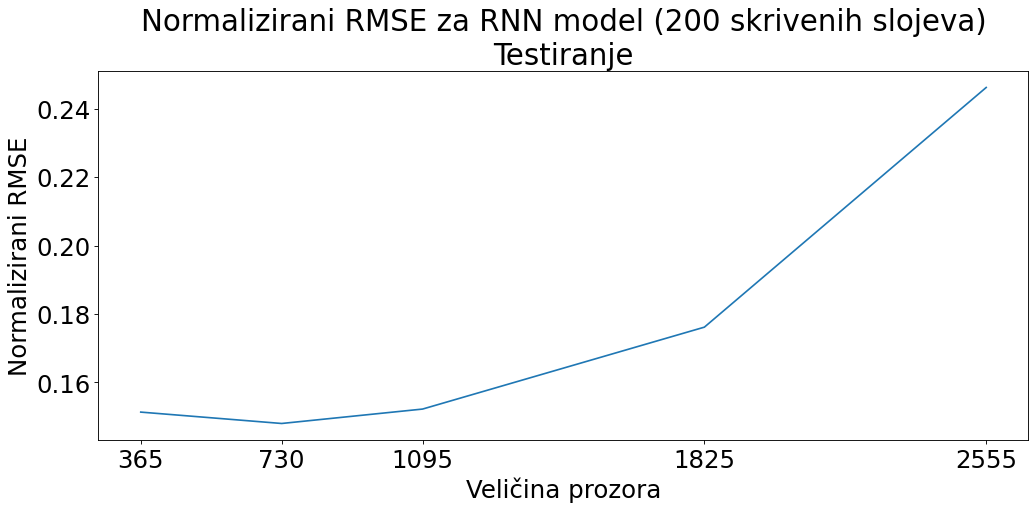 Normalizirani RMSE za RNN model (200 skrivenih slojeva)
Testiranje
Normalizirani RMSE
0.24
0.22
0.20
0.18
0.16
365 730 1095 1825 2555
Veličina prozora